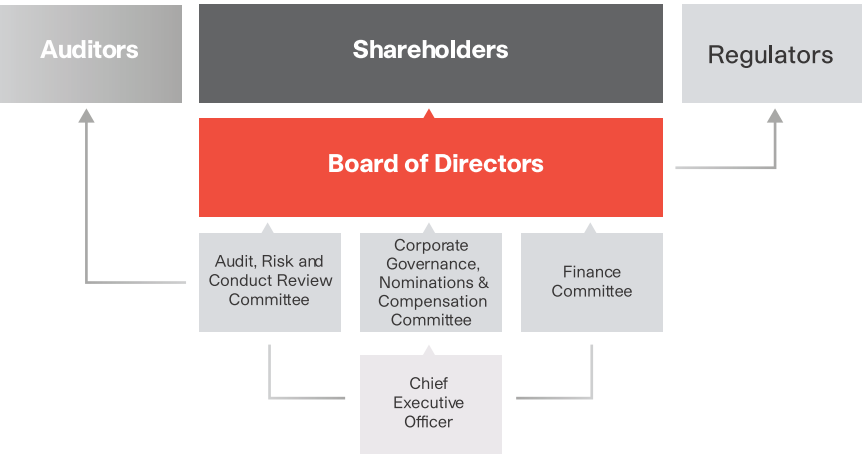 Auditors
Shareholders
Regulators
Board of Directors
Audit, Risk and
Conduct Review
Committee
Corporate
Governance,
Nominations &
Compensation
Committee
Finance
Committee
Chief
Executive
Officer